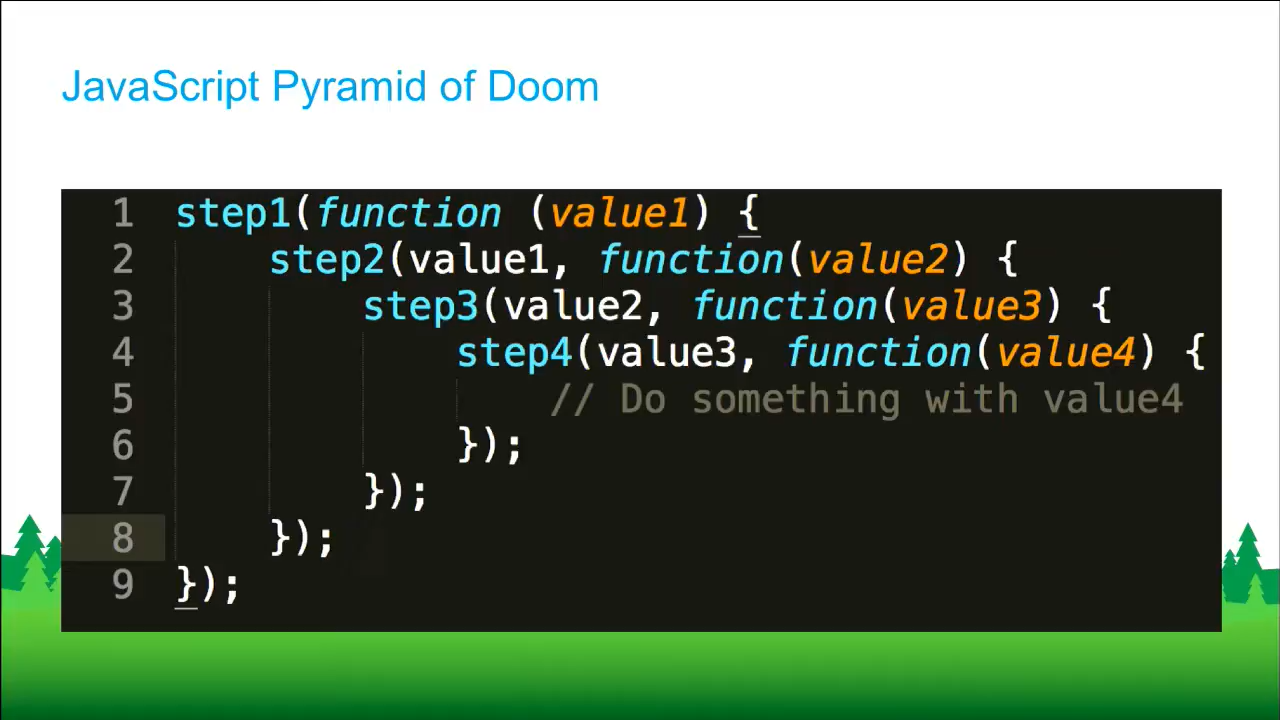 JavaScript Pyramid of Doom
1 step1(function (value1) {
2 step2(value1, function(value2) {
3 step3(value2, function(value3) {
4 step4(value3, function(value4) {
5 // Do something with value4
6 });
7 });
8 });
9 });